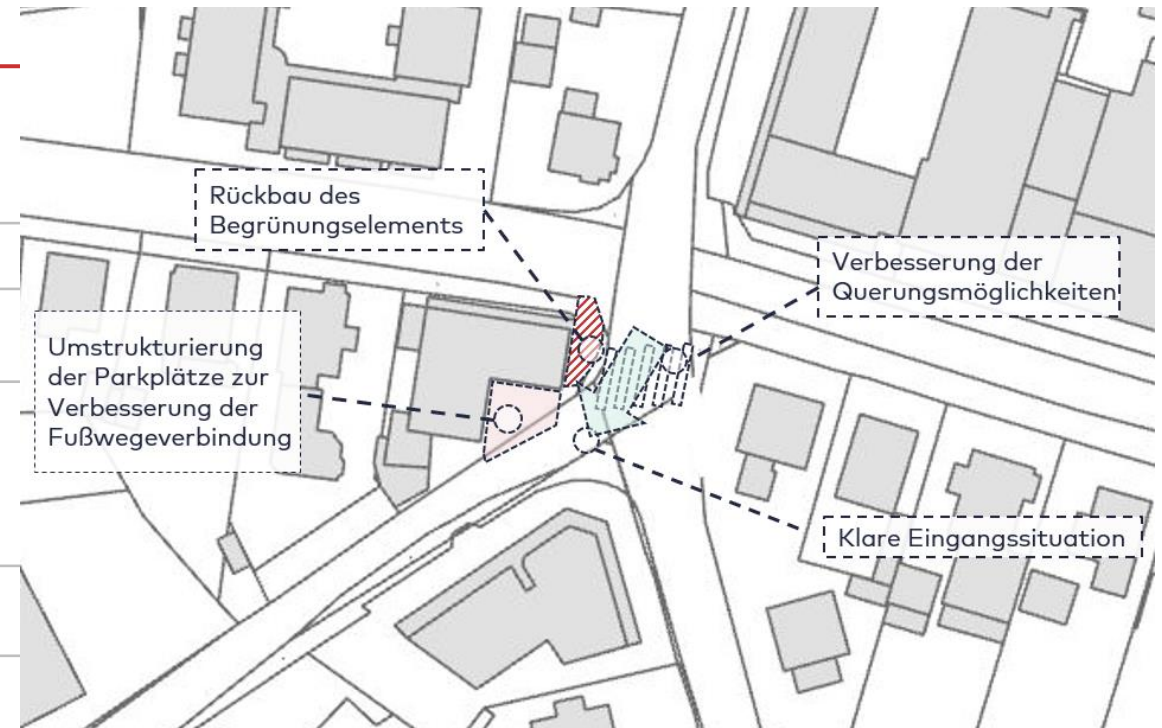 Rückbau des
Begrünungselements
Verbesserung der
Querungsmöglichkeiten
Umstrukturierung
der Parkplätze zur
Verbesserung der
Fußwegeverbindung
Klare Eingangssituation